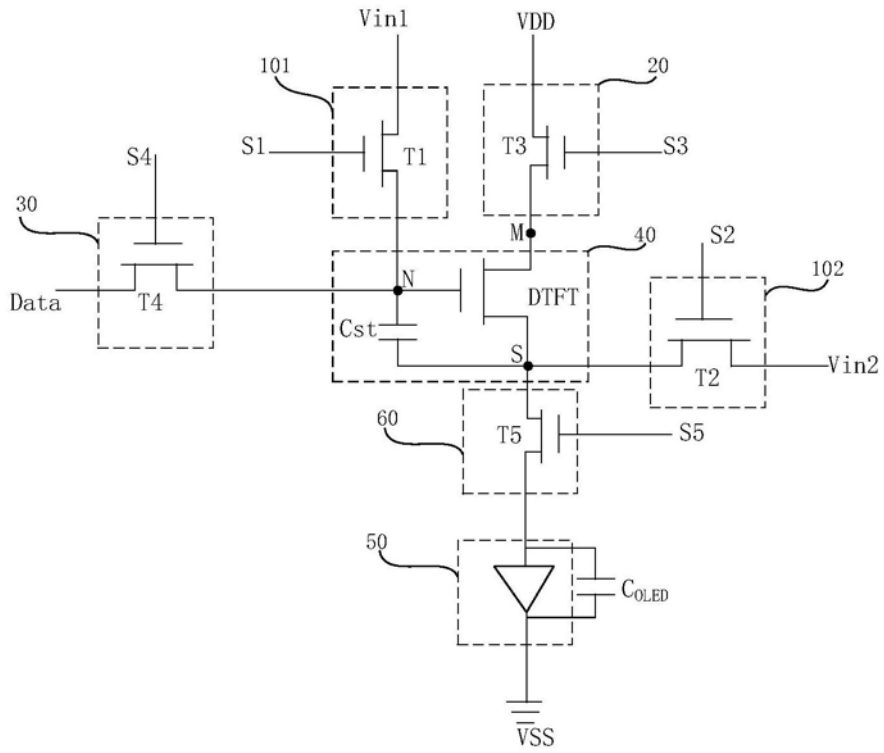 Vin1
VDD
101
20
S1
T1
T3
S3
S4
30
M
40
S2
N
DTFT
102
Data
T4
Cst
S
T2
Vin2
60
T5
S5
50
COLED
VSS